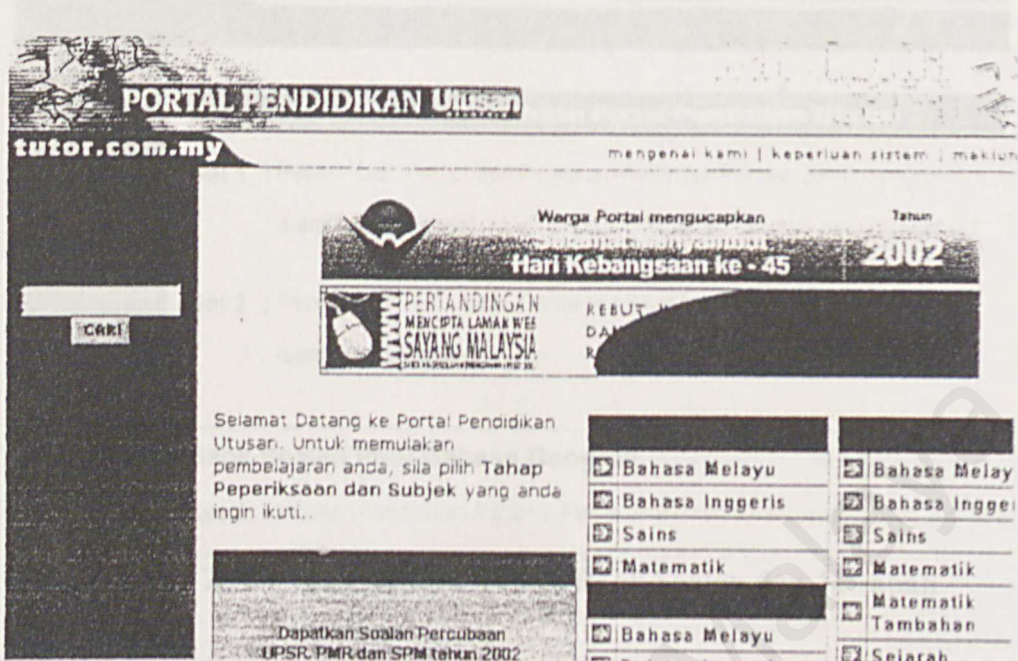 PORTAL PENDIDIKAN Utusan
tutor.com.my
mengenai kami | keperluan sistem | maklun
Warga Portal mengucapkan
Tahun
Hari Kebangsaan ke - 45
2002
CARI
PERTANDINGAN
MENCIPTA LAMAN WEB
SAYANG MALAYSIA
REBUT
Selamat Datang ke Portal Pendidikan
Utusan. Untuk memulakan
pembelajaran anda, sila pilih Tahap
Peperiksaan dan Subjek yang anda
ingin ikuti..
Dapatkan Soalan Percubaan
UPSR, PMR dan SPM tahun 2002
Bahasa Melayu
Bahasa Inggeris
Sains
Matematik
Bahasa Melayu
Bahasa Melay
Bahasa Ingger
Sains
Matematik
Matematik
Tambahan
Sejarah